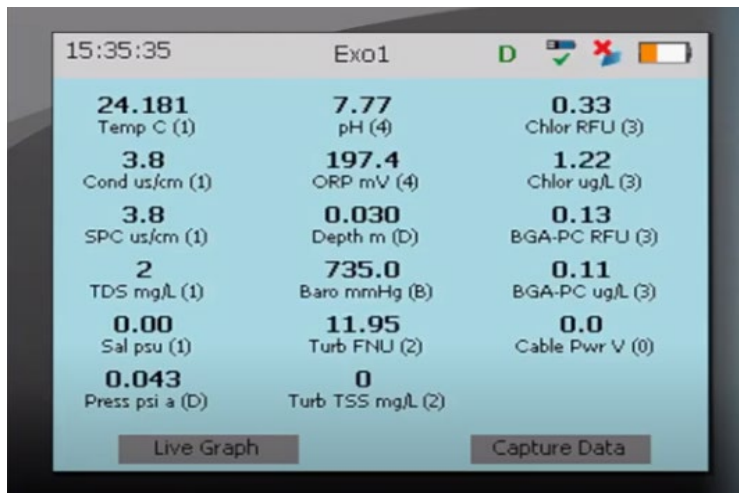 15:35:35 Exo1 D
24.181 7.77 0.33
Temp C (1) pH (4) Chlor RFU (3)
3.8 197.4 1.22
Cond us/cm (1) ORP mV (4) Chlor ug/L (3)
3.8 0.030 0.13
SPC us/cm (1) Depth m (D) BGA-PC RFU (3)
2 735.0 0.11
TDS mg/L (1) Baro mmHg (B) BGA-PC ug/L (3)
0.00 11.95 0.0
Sal psu (1) Turb FNU (2) Cable Pwr V (0)
0.043 0
Press psi a (D) Turb TSS mg/L (2)
Live Graph Capture Data